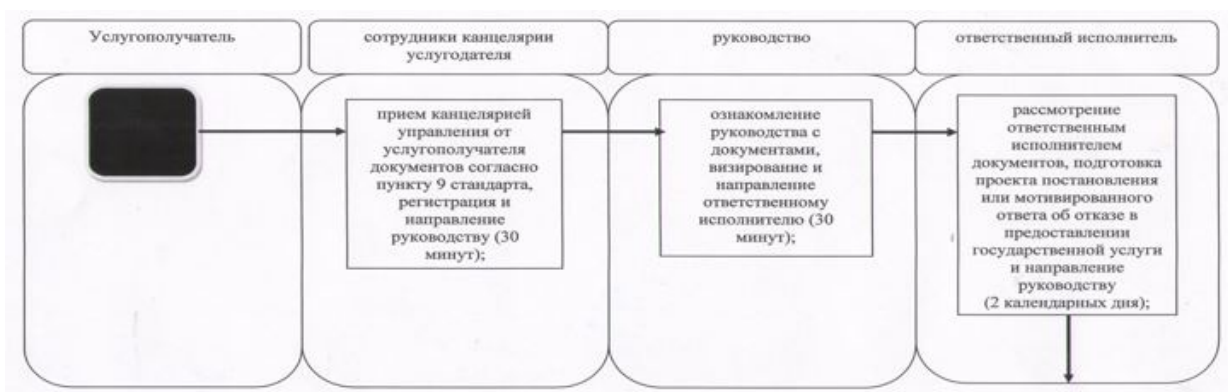 Услугополучатель
сотрудники канцелярии
услугодателя
руководство
ответственный исполнитель
прием канцелярией
управления от
услугополучателя
документов согласно
пункту 9 стандарта,
регистрация и
направление
руководству (30
минут);
ознакомление
руководства с
документами,
визирование и
направление
ответственному
исполнителю (30
минут);
рассмотрение
ответственным
исполнителем
документов, подготовка
проекта постановления
или мотивированного
ответа об отказе в
предоставлении
государственной услуги
и направление
руководству
(2 календарных дня);